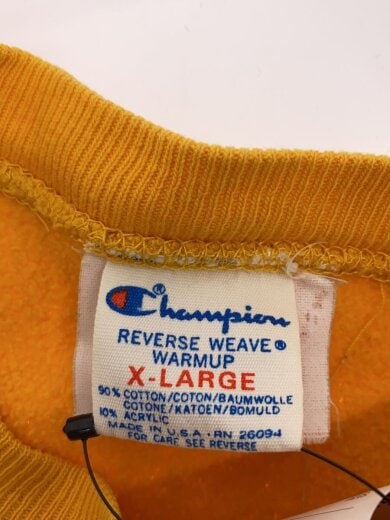 Champion®
REVERSE WEAVE®
WARMUP
X-LARGE
90% COTTON/COTON/BAUMWOLLE
COTONE/KATOEN/BOMULD
10% ACRYLIC
MADE IN U.S.A • RN 26094
FOR CARE SEE REVERSE